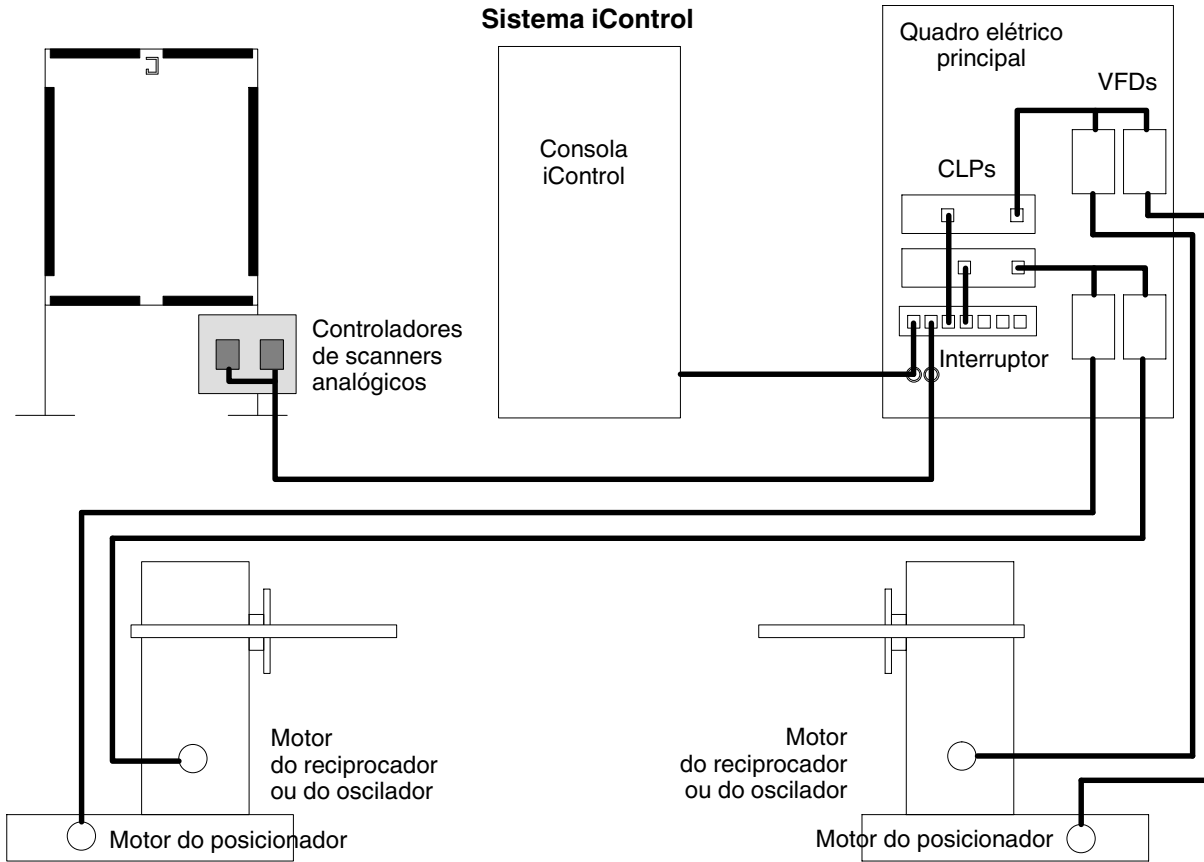 Sistema iControl
Quadro elétrico
principal
VFDs
Consola
iControl
CLPs
Controladores
de scanners
analógicos
Interruptor
Motor
do reciprocador
ou do oscilador
Motor
do reciprocador
ou do oscilador
Motor do posicionador
Motor do posicionador